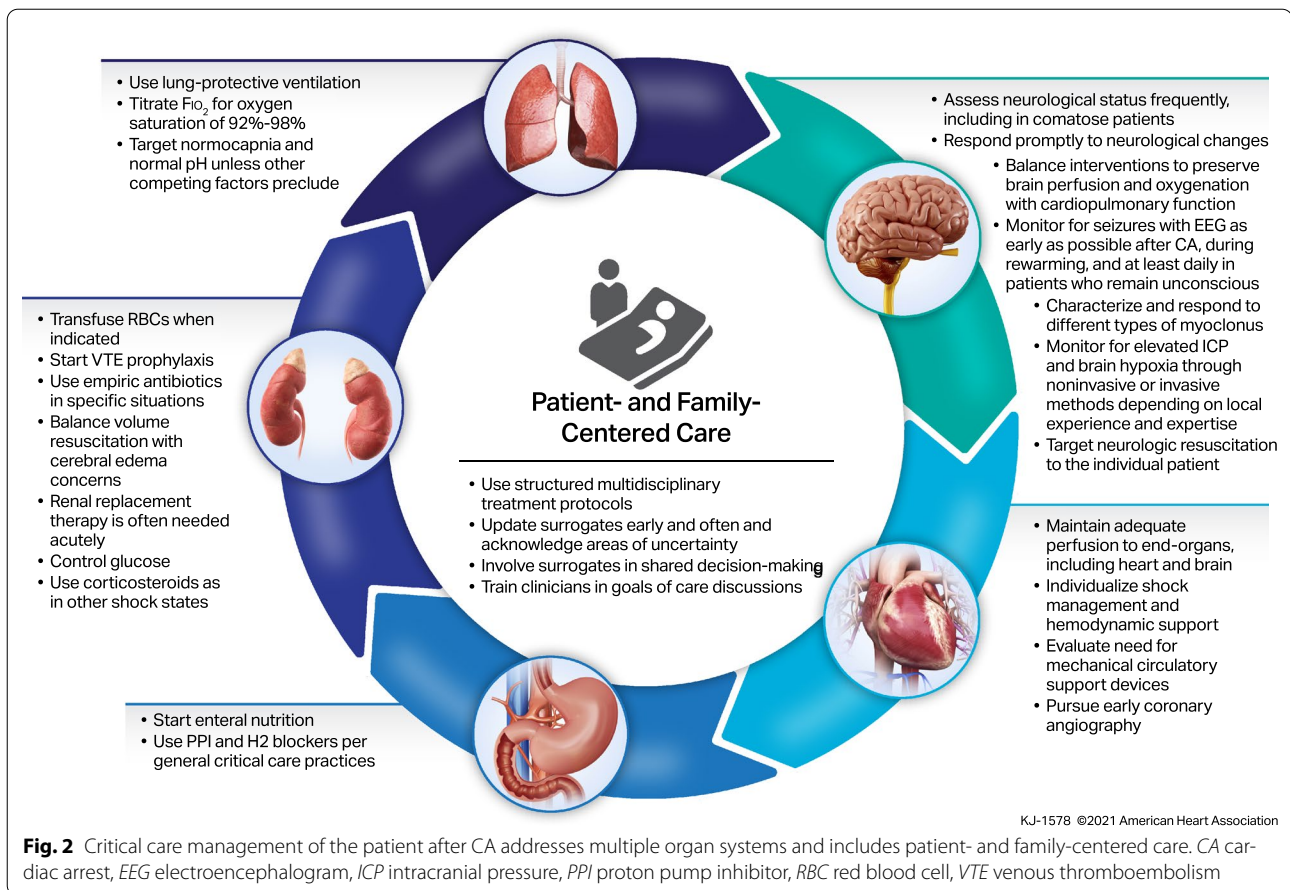 • Use lung-protective ventilation
• Titrate FIO2 for oxygen
saturation of 92%-98%
• Target normocapnia and
normal pH unless other
competing factors preclude
• Assess neurological status frequently,
including in comatose patients
• Respond promptly to neurological changes
• Balance interventions to preserve
brain perfusion and oxygenation
with cardiopulmonary function
• Monitor for seizures with EEG as
early as possible after CA, during
rewarming, and at least daily in
patients who remain unconscious
• Characterize and respond to
different types of myoclonus
• Monitor for elevated ICP
and brain hypoxia through
noninvasive or invasive
methods depending on local
experience and expertise
• Target neurologic resuscitation
to the individual patient
• Transfuse RBCs when
indicated
• Start VTE prophylaxis
• Use empiric antibiotics
in specific situations
• Balance volume
resuscitation with
cerebral edema
concerns
• Renal replacement
therapy is often needed
acutely
• Control glucose
• Use corticosteroids as
in other shock states
Patient- and Family-
Centered Care
• Use structured multidisciplinary
treatment protocols
• Update surrogates early and often and
acknowledge areas of uncertainty
• Involve surrogates in shared decision-making
• Train clinicians in goals of care discussions
• Maintain adequate
perfusion to end-organs,
including heart and brain
• Individualize shock
management and
hemodynamic support
• Evaluate need for
mechanical circulatory
support devices
• Pursue early coronary
angiography
• Start enteral nutrition
• Use PPI and H2 blockers per
general critical care practices
KJ-1578 ©2021 American Heart Association
Fig. 2 Critical care management of the patient after CA addresses multiple organ systems and includes patient- and family-centered care. CA car-
diac arrest, EEG electroencephalogram, ICP intracranial pressure, PPI proton pump inhibitor, RBC red blood cell, VTE venous thromboembolism